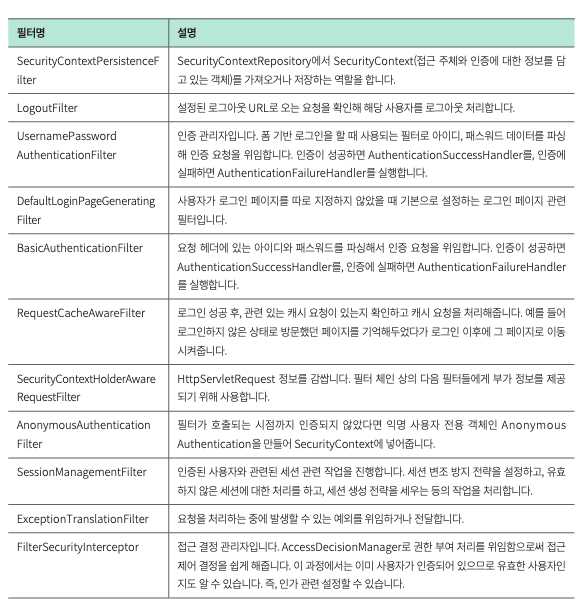 필터명 설명
SecurityContextPersistenceF SecurityContextRepository에서 SecurityContext(접근 주체와 인증에 대한 정보를 담
ilter 고 있는 객체)를 가져오거나 저장하는 역할을 합니다.
LogoutFilter 설정된 로그아웃 URL로 오는 요청을 확인해 해당 사용자를 로그아웃 처리합니다.
UsernamePassword 인증 관리자입니다. 폼 기반 로그인을 할 때 사용되는 필터로 아이디, 패스워드 데이터를 파싱
AuthenticationFilter 해 인증 요청을 위임합니다. 인증이 성공하면 AuthenticationSuccessHandler를, 인증에
실패하면 AuthenticationFailureHandler를 실행합니다.
DefaultLoginPageGenerating 사용자가 로그인 페이지를 따로 지정하지 않았을 때 기본으로 설정하는 로그인 페이지 관련
Filter 필터입니다.
BasicAuthenticationFilter 요청 헤더에 있는 아이디와 패스워드를 파싱해서 인증 요청을 위임합니다. 인증이 성공하면
AuthenticationSuccessHandler를, 인증에 실패하면 AuthenticationFailureHandler
를 실행합니다.
RequestCacheAwareFilter 로그인 성공 후, 관련 있는 캐시 요청이 있는지 확인하고 캐시 요청을 처리해줍니다. 예를 들어
로그인하지 않은 상태로 방문했던 페이지를 기억해두었다가 로그인 이후에 그 페이지로 이동
시켜줍니다.
SecurityContextHolderAware HttpServletRequest 정보를 감쌉니다. 필터 체인 상의 다음 필터들에게 부가 정보를 제공
RequestFilter 되기 위해 사용합니다.
AnonymousAuthentication 필터가 호출되는 시점까지 인증되지 않았다면 익명 사용자 전용 객체인 Anonymous
Filter Authentication을 만들어 SecurityContext에 넣어줍니다.
SessionManagementFilter 인증된 사용자와 관련된 세션 관련 작업을 진행합니다. 세션 변조 방지 전략을 설정하고, 유효
하지 않은 세션에 대한 처리를 하고, 세션 생성 전략을 세우는 등의 작업을 처리합니다.
ExceptionTranslationFilter 요청을 처리하는 중에 발생할 수 있는 예외를 위임하거나 전달합니다.
FilterSecurityInterceptor 접근 결정 관리자입니다. AccessDecisionManager로 권한 부여 처리를 위임함으로써 접근
제어 결정을 쉽게 해줍니다. 이 과정에서는 이미 사용자가 인증되어 있으므로 유효한 사용자인
지도 알 수 있습니다. 즉, 인가 관련 설정할 수 있습니다.